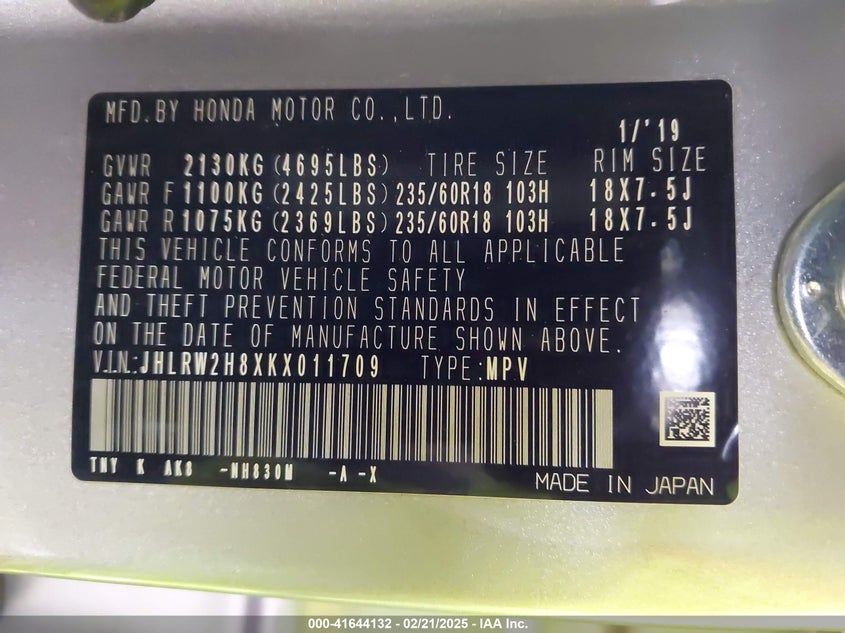 MFD.BY HONDA MOTOR CO.,LTD.
1/'19
GVWR 2130KG(4695LBS) TIRE SIZE RIM SIZE
GAWR F1100KG(2425LBS)235/60R18 103H 18X7.5J
GAWR R1075KG(2369LBS)235/60R18 103H 18X7.5J
THIS VEHICLE CONFORMS TO ALL APPLICABLE
FEDERAL MOTOR VEHICLE SAFETY
AND THEFT PREVENTION STANDARDS IN EFFECT
ON THE DATE OF MANUFACTURE SHOWN ABOVE.
V.I.N:JHLRW2H8XKX011709 TYPE:MPV
TNY K AK8 -NH830M -A -X
MADE IN JAPAN
000-41644132 - 02/21/2025 - IAA Inc.